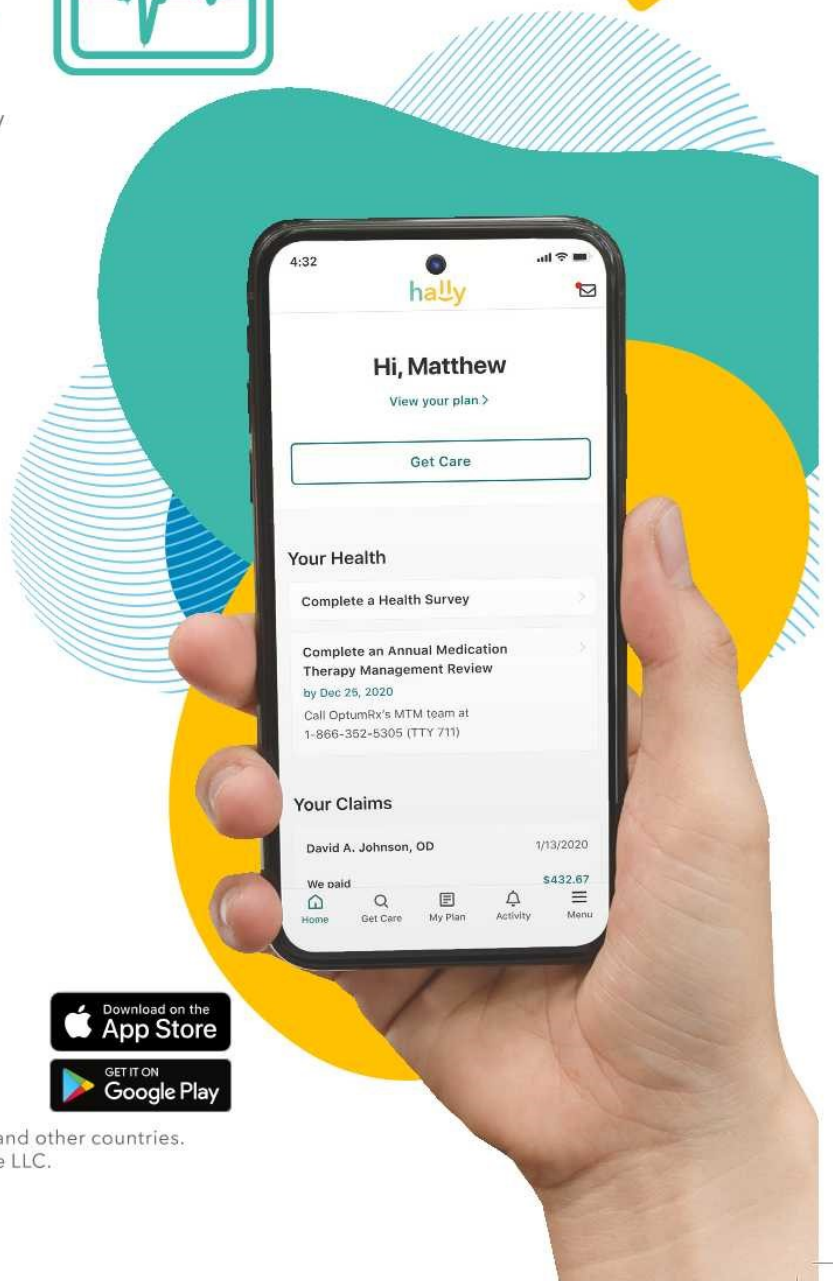 4:32
hally
Hi, Matthew
View your plan >
Get Care
Your Health
Complete a Health Survey
Complete an Annual Medication
Therapy Management Review
by Dec 25, 2020
Call OptumRx's MTM team at
1-866-352-5305 (TTY 711)
Your Claims
David A. Johnson, OD 1/13/2020
We paid $432.67
Home Get Care My Plan Activity Menu
Download on the
App Store
GET IT ON
Google Play
and other countries.
LLC.